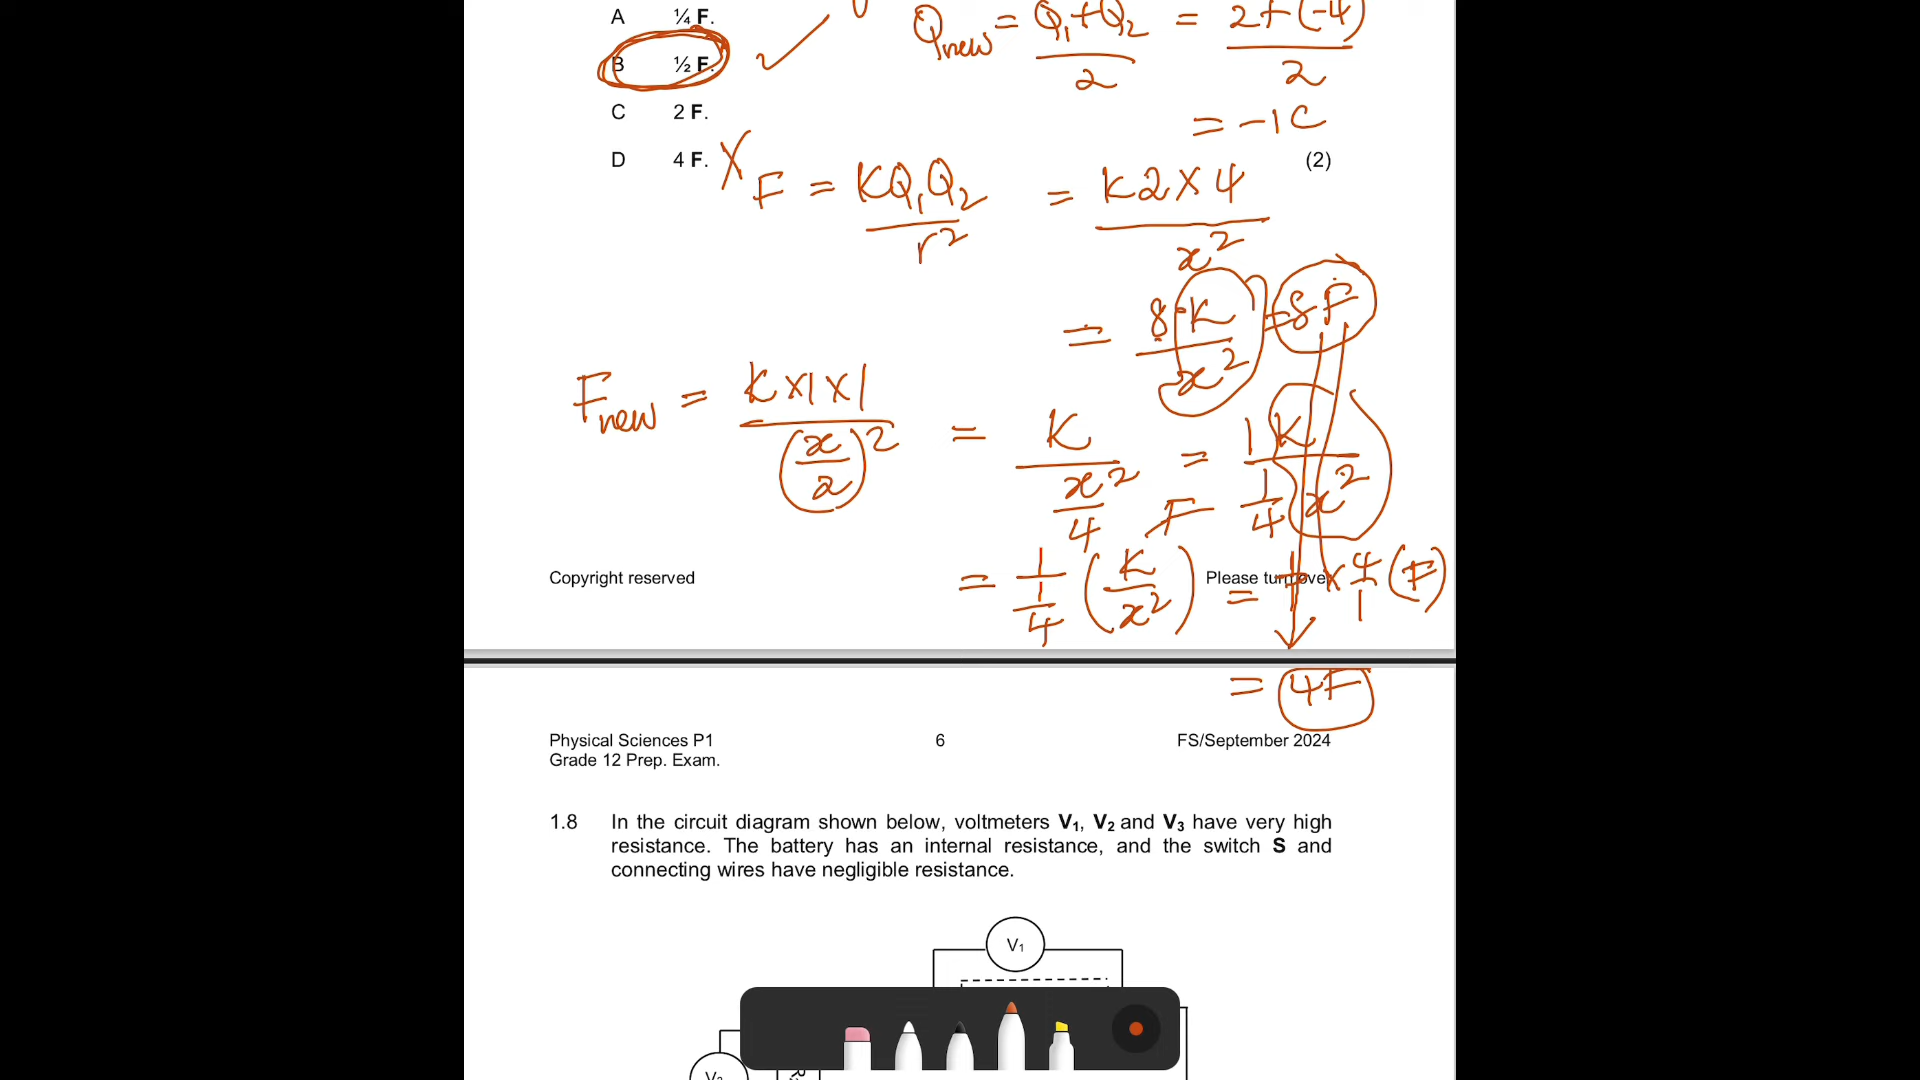 A ¼ F.
Qnew = Q₁+Q₂ / 2 = 2+(-4) / 2
B ½ F.
= -1C
C 2 F.
D 4 F. X
(2)
F = KQ₁Q₂ / r² = K2×4 / x²
= 8K / x² = 8F
Fnew = K×1×1 / (x/2)² = K / x²/4 = 1K / ¼x²
F
= 1 / ¼ (K / x²) = 1 × 4/1 (F)
Copyright reserved
Please turn over
= 4F
Physical Sciences P1 6 FS/September 2024
Grade 12 Prep. Exam.
1.8 In the circuit diagram shown below, voltmeters V₁, V₂ and V₃ have very high
resistance. The battery has an internal resistance, and the switch S and
connecting wires have negligible resistance.
V₁